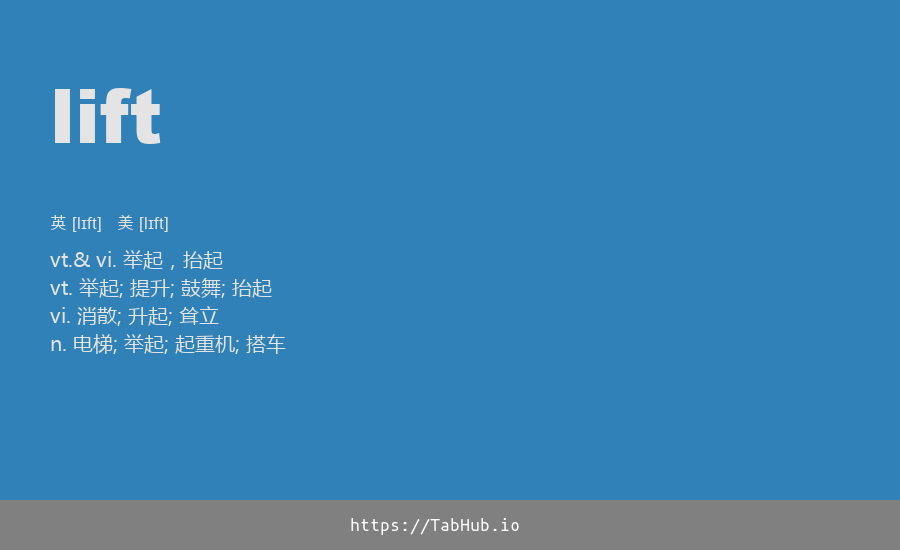 lift
英 [lɪft]   美 [lɪft]
vt.& vi. 举起，抬起
vt. 举起; 提升; 鼓舞; 抬起
vi. 消散; 升起; 耸立
n. 电梯; 举起; 起重机; 搭车
https://TabHub.io